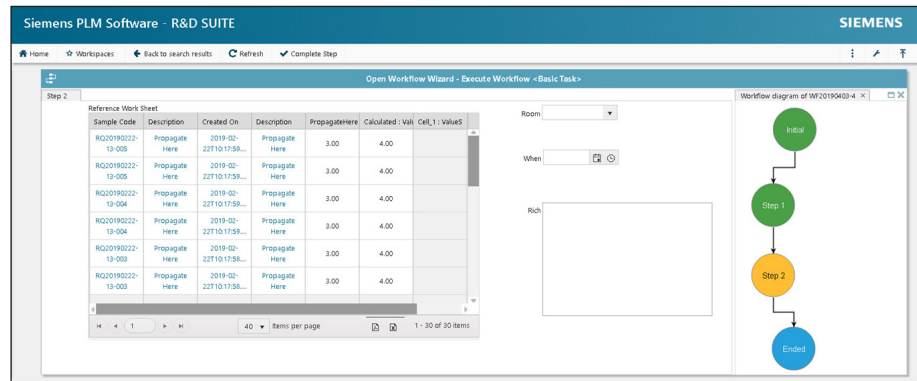 Siemens PLM Software - R&D SUITE
SIEMENS
Home Workspaces Back to search results Refresh Complete Step
Open Workflow Wizard - Execute Workflow <Basic Task>
Step 2
Workflow diagram of WF20190403-4
Reference Work Sheet
Sample Code Description Created On Description PropagateHere Calculated : Valu Cell_1 : ValueS
RQ20190222-13-005 Propagate Here 2019-02-22T10:17:59... Propagate Here 3.00 4.00
RQ20190222-13-005 Propagate Here 2019-02-22T10:17:59... Propagate Here 3.00 4.00
RQ20190222-13-004 Propagate Here 2019-02-22T10:17:59... Propagate Here 3.00 4.00
RQ20190222-13-004 Propagate Here 2019-02-22T10:17:59... Propagate Here 3.00 4.00
RQ20190222-13-003 Propagate Here 2019-02-22T10:17:58... Propagate Here 3.00 4.00
RQ20190222-13-003 Propagate Here 2019-02-22T10:17:58... Propagate Here 3.00 4.00
1 40 Items per page 1 - 30 of 30 items
Room
When
Rich
Initial
Step 1
Step 2
Ended